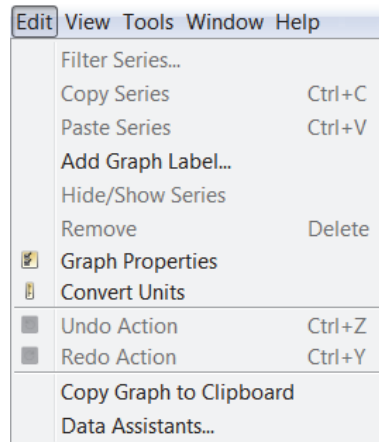 Edit View Tools Window Help
Filter Series...
Copy Series Ctrl+C
Paste Series Ctrl+V
Add Graph Label...
Hide/Show Series
Remove Delete
Graph Properties
Convert Units
Undo Action Ctrl+Z
Redo Action Ctrl+Y
Copy Graph to Clipboard
Data Assistants...